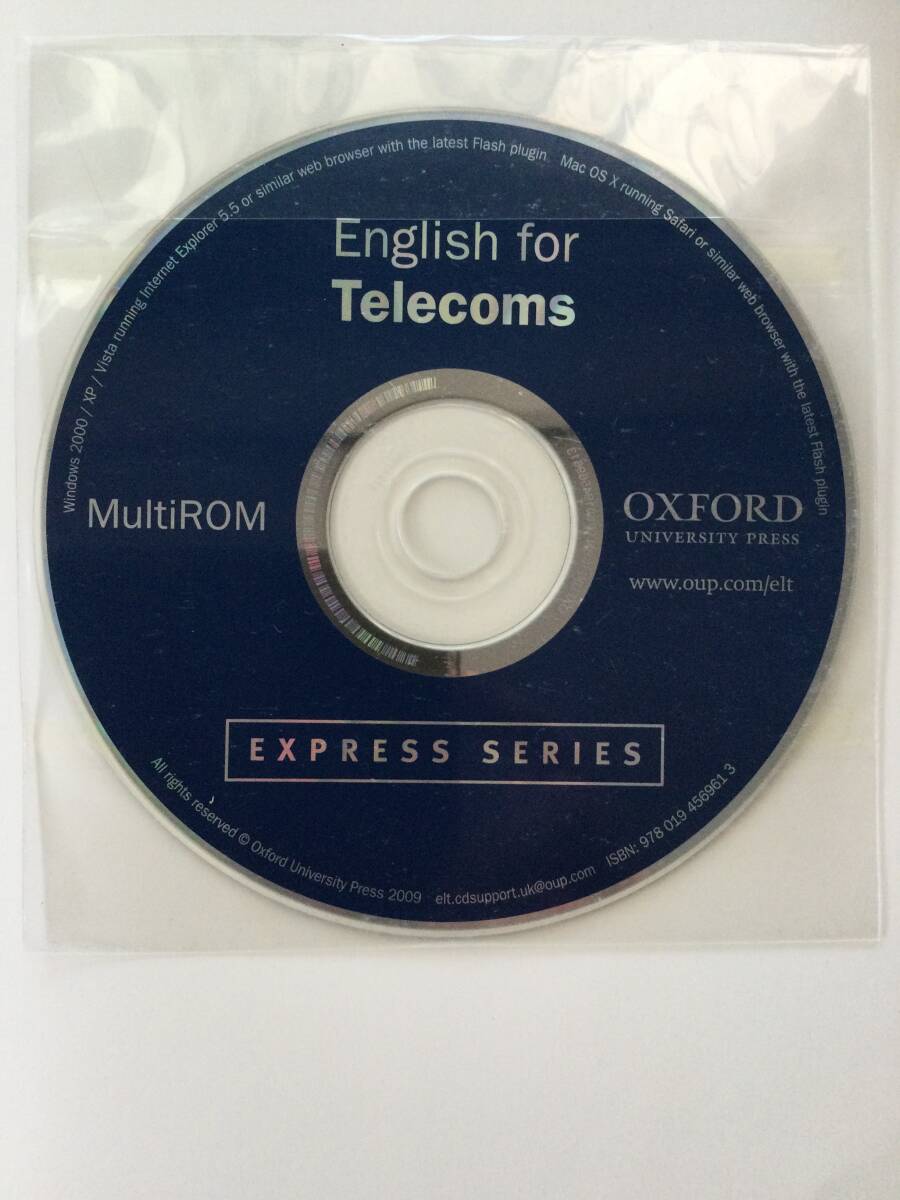 Windows 2000 / XP / Vista running Internet Explorer 5.5 or similar web browser with the latest Flash plugin Mac OS X running Safari or similar web browser with the latest Flash plugin
English for
Telecoms
MultiROM
OXFORD
UNIVERSITY PRESS
www.oup.com/elt
EXPRESS SERIES
All rights reserved © Oxford University Press 2009 elt.cdsupport.uk@oup.com ISBN: 978 019 456961 3